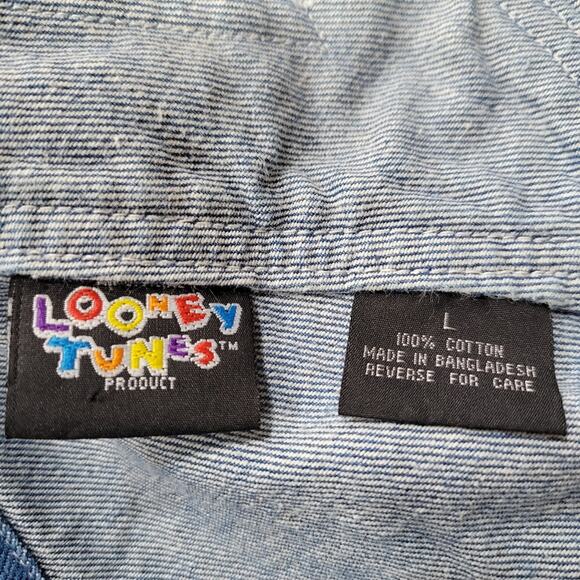 LOONEY
TUNES™
PRODUCT
L
100% COTTON
MADE IN BANGLADESH
REVERSE FOR CARE